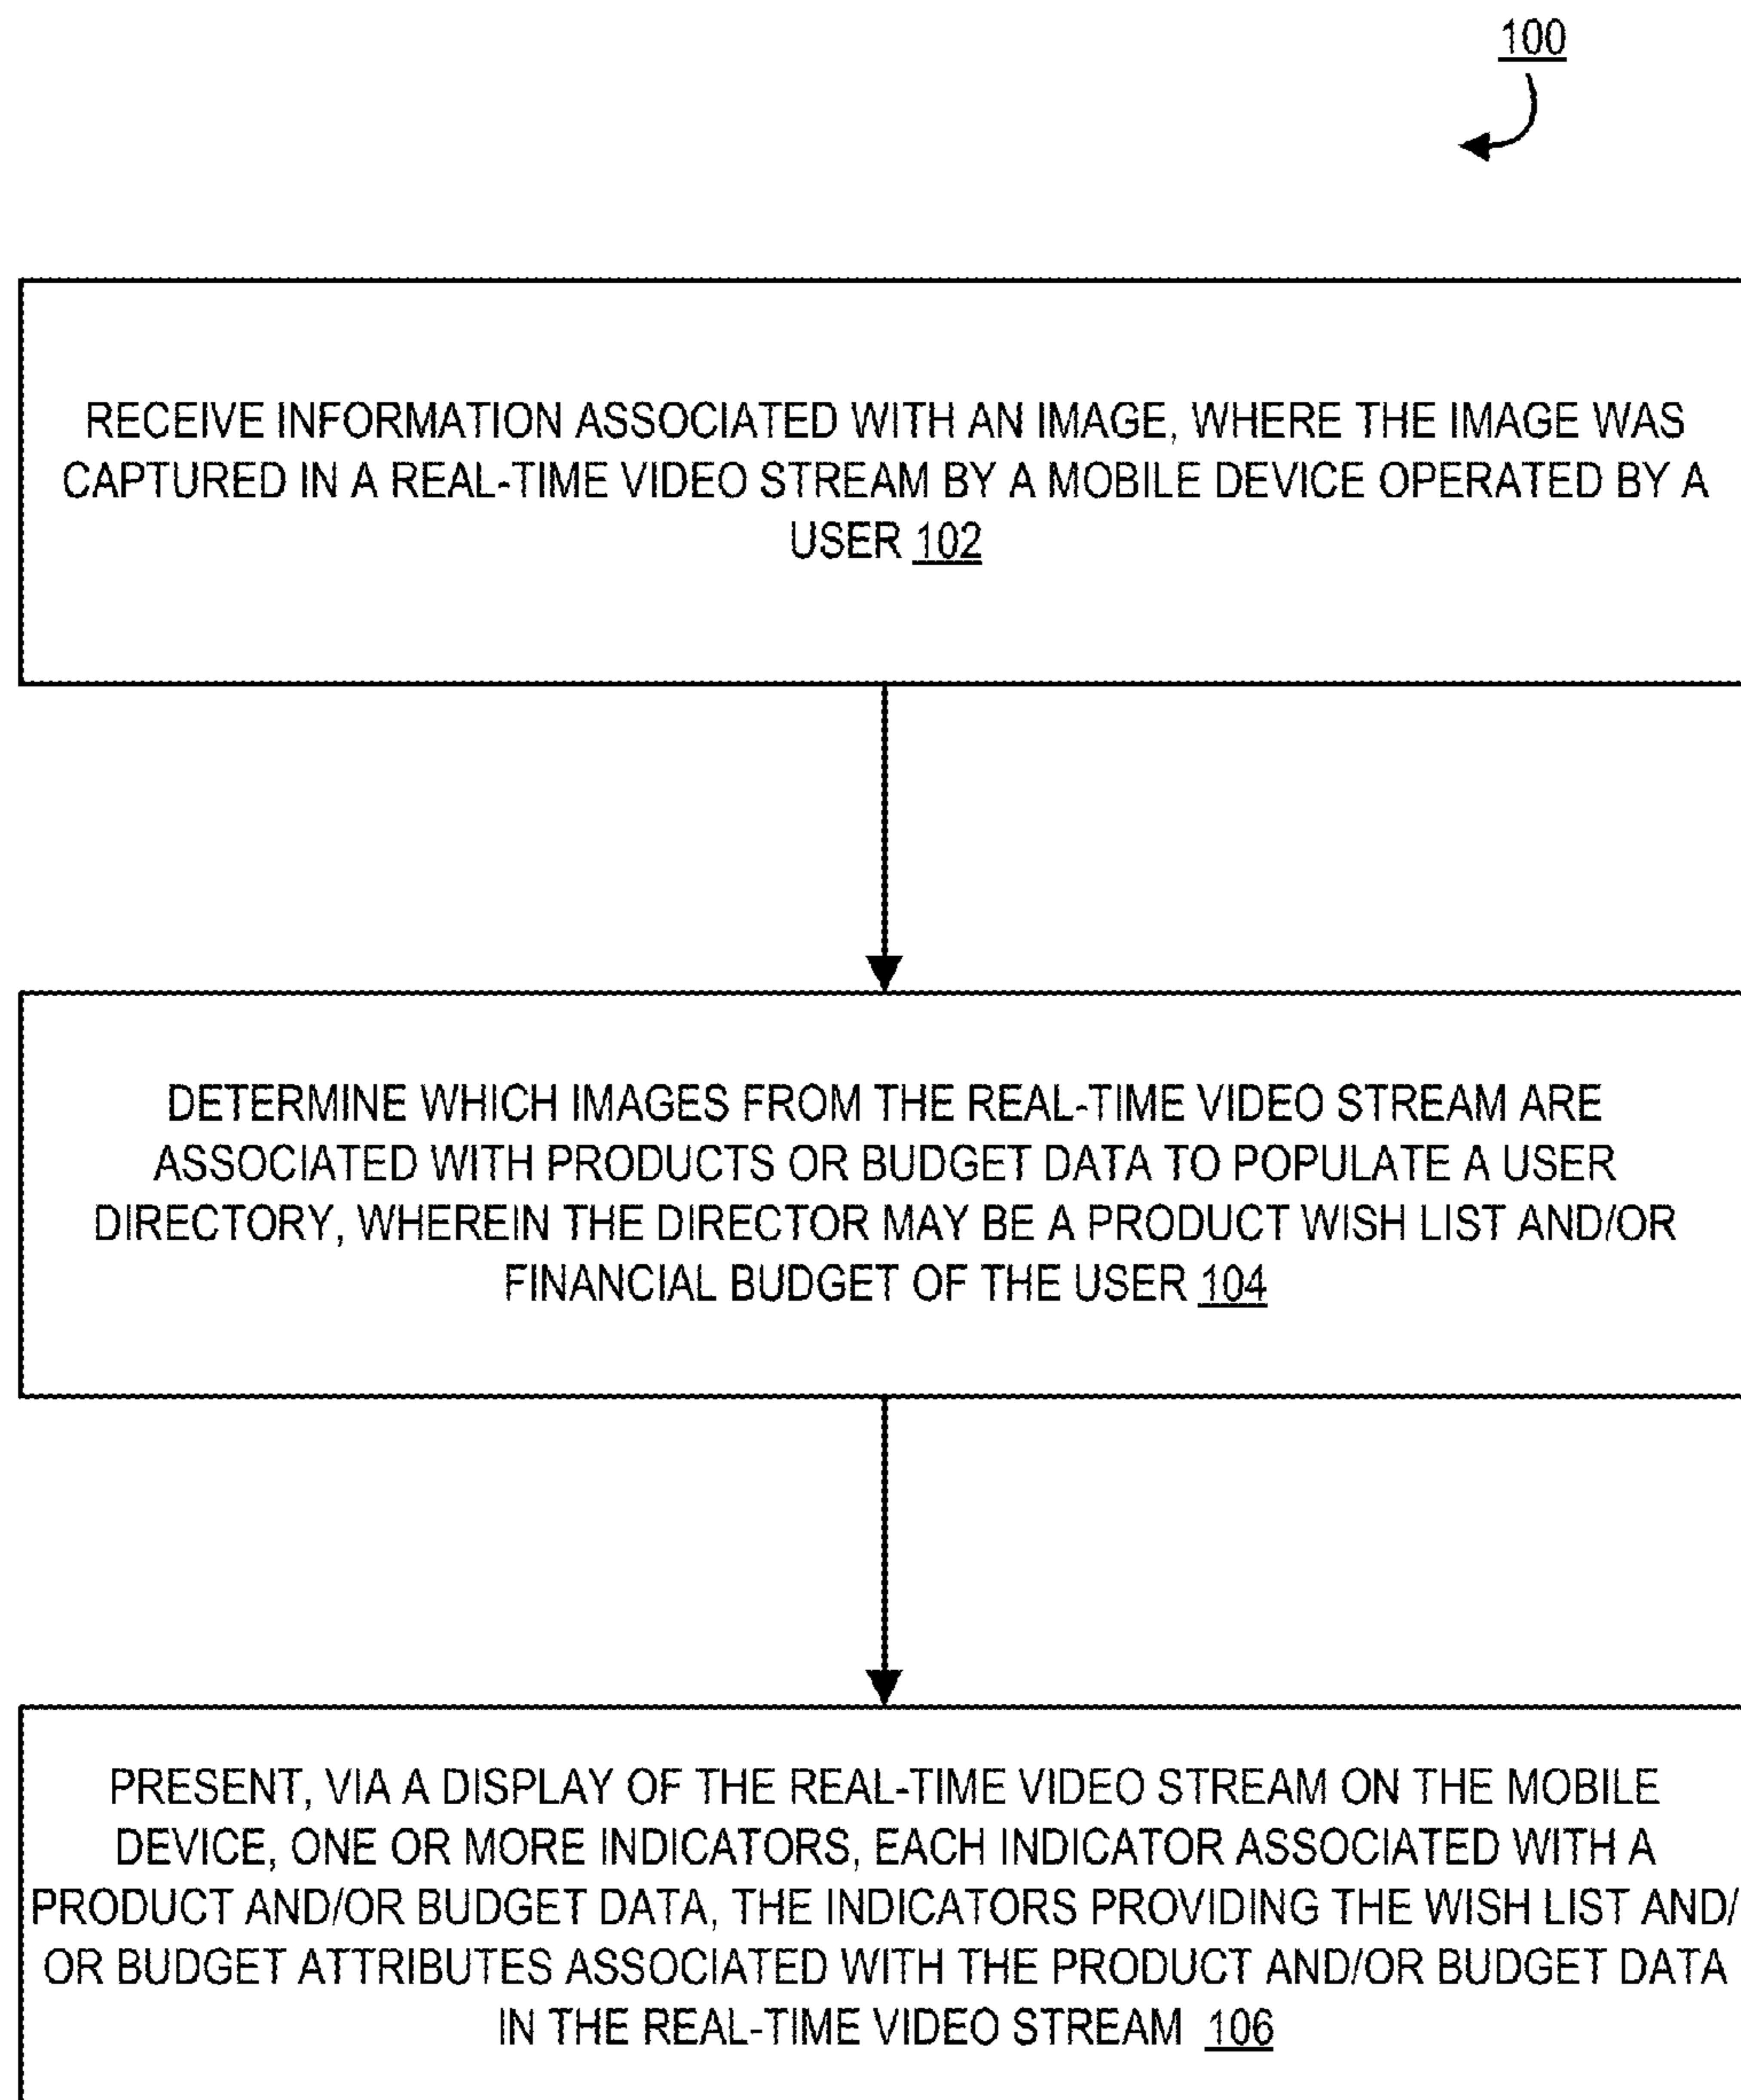 100
RECEIVE INFORMATION ASSOCIATED WITH AN IMAGE, WHERE THE IMAGE WAS
CAPTURED IN A REAL-TIME VIDEO STREAM BY A MOBILE DEVICE OPERATED BY A
USER 102
DETERMINE WHICH IMAGES FROM THE REAL-TIME VIDEO STREAM ARE
ASSOCIATED WITH PRODUCTS OR BUDGET DATA TO POPULATE A USER
DIRECTORY, WHEREIN THE DIRECTOR MAY BE A PRODUCT WISH LIST AND/OR
FINANCIAL BUDGET OF THE USER 104
PRESENT, VIA A DISPLAY OF THE REAL-TIME VIDEO STREAM ON THE MOBILE
DEVICE, ONE OR MORE INDICATORS, EACH INDICATOR ASSOCIATED WITH A
PRODUCT AND/OR BUDGET DATA, THE INDICATORS PROVIDING THE WISH LIST AND/
OR BUDGET ATTRIBUTES ASSOCIATED WITH THE PRODUCT AND/OR BUDGET DATA
IN THE REAL-TIME VIDEO STREAM 106